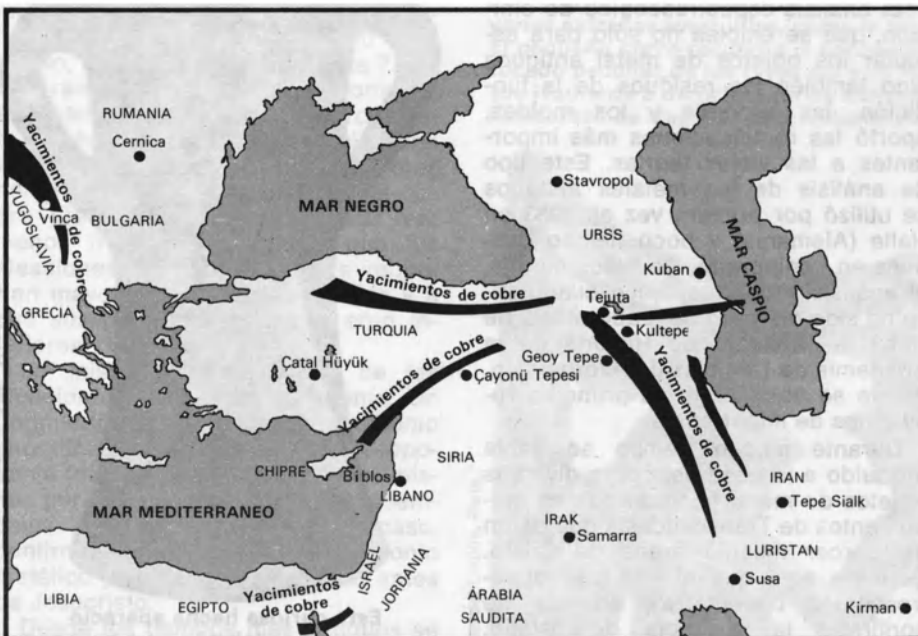 RUMANIA
Cernica
Yacimientos
de cobre
YUGOSLAVIA
Vinca
BULGARIA
GRECIA
MAR NEGRO
Stavropol
URSS
Kuban
MAR CASPIO
Yacimientos de cobre
Tejuta
Kultepe
TURQUIA
Geoy Tepe
Catal Hüyük
Çayonü Tepesi
Yacimientos de cobre
Yacimientos de cobre
CHIPRE
SIRIA
Biblos
LÍBANO
IRAN
Tepe Sialk
MAR MEDITERRANEO
IRAK
Samarra
LURISTAN
Susa
ISRAEL
JORDANIA
Yacimientos
de cobre
LIBIA
EGIPTO
ÁRABIA
SAUDITA
Kirman